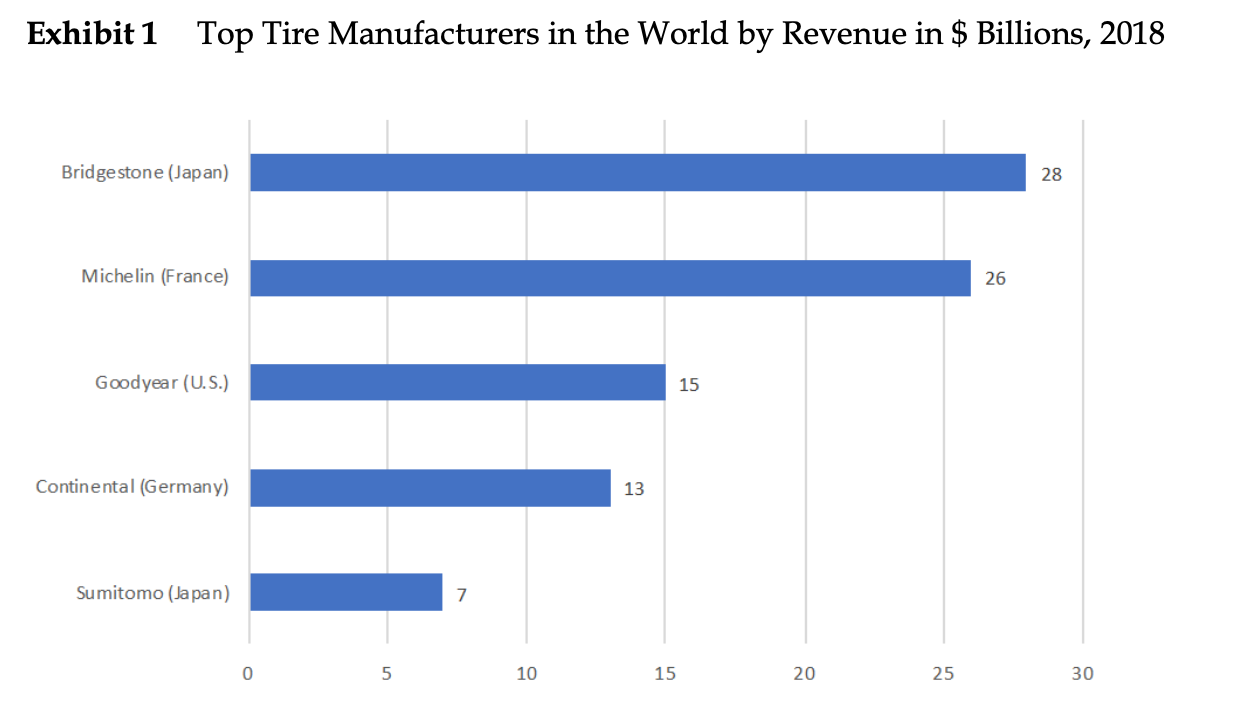 Exhibit 1 Top Tire Manufacturers in the World by Revenue in $ Billions, 2018
Bridgestone (Japan) 28
Michelin (France) 26
Goodyear (U.S.) 15
Continental (Germany) 13
Sumitomo (Japan) 7
0 5 10 15 20 25 30